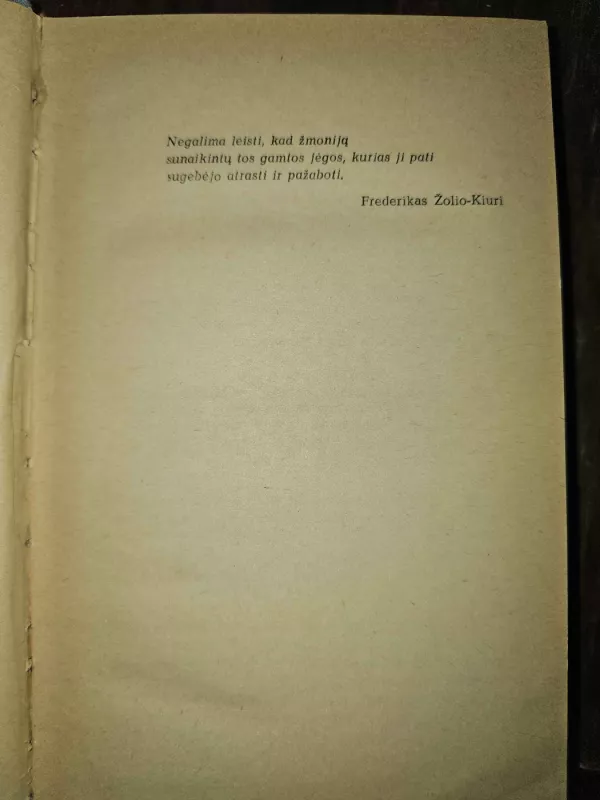 Negalima leisti, kad žmoniją
sunaikintų tos gamtos jėgos, kurias ji pati
sugebėjo atrasti ir pažaboti.
Frederikas Žolio-Kiuri